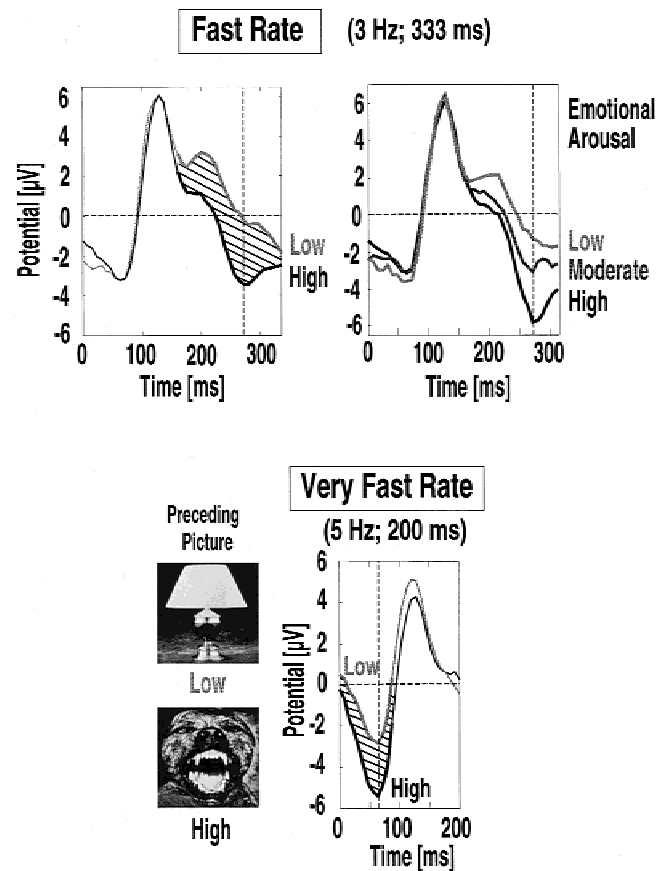 Fast Rate (3 Hz; 333 ms)
6
4
2
0
-2
-4
-6
Potential [µV]
Low
High
0 100 200 300
Time [ms]
6
4
2
0
-2
-4
-6
Emotional
Arousal
Low
Moderate
High
0 100 200 300
Time [ms]
Very Fast Rate
(5 Hz; 200 ms)
Preceding
Picture
Low
High
6
4
2
0
-2
-4
-6
Potential [µV]
Low
High
0 100 200
Time [ms]